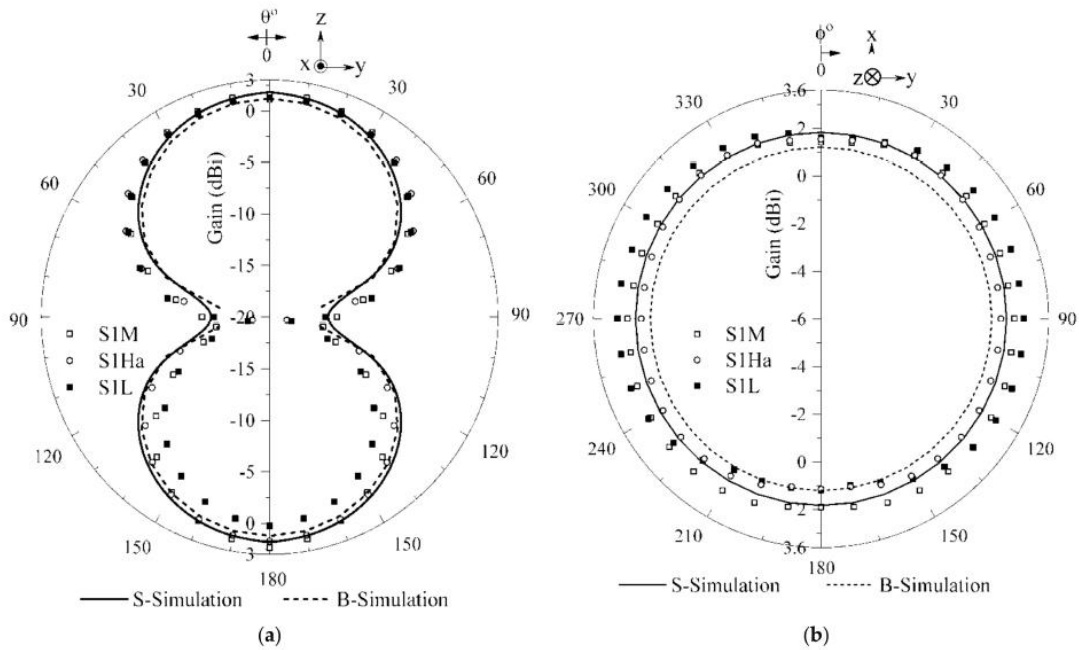 θ°
0
z
x
y
3
0
-5
-10
-15
-20
-15
-10
-5
0
3
Gain (dBi)
30
60
90
120
150
180
150
120
90
60
30
S1M
S1Ha
S1L
S-Simulation
B-Simulation
(a)
ϕ°
0
x
z
y
3.6
2
0
-2
-4
-6
-4
-2
0
2
3.6
Gain (dBi)
30
60
90
120
150
180
210
240
270
300
330
S1M
S1Ha
S1L
S-Simulation
B-Simulation
(b)